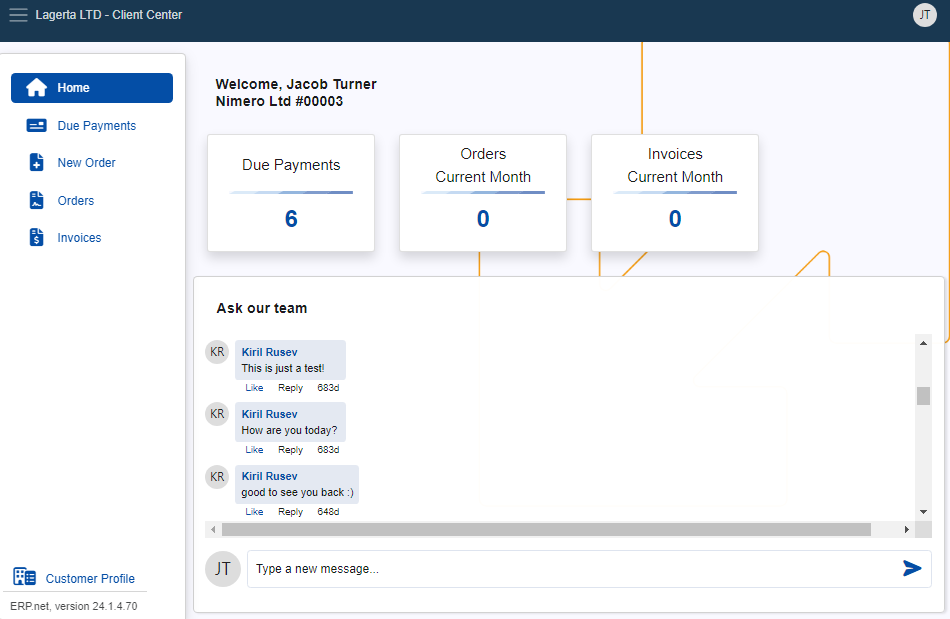 Lagerta LTD - Client Center
JT
Home
Due Payments
New Order
Orders
Invoices
Customer Profile
ERP.net, version 24.1.4.70
Welcome, Jacob Turner
Nimero Ltd #00003
Due Payments
6
Orders
Current Month
0
Invoices
Current Month
0
Ask our team
KR
Kiril Rusev
This is just a test!
Like Reply 683d
KR
Kiril Rusev
How are you today?
Like Reply 683d
KR
Kiril Rusev
good to see you back :)
Like Reply 648d
JT
Type a new message...